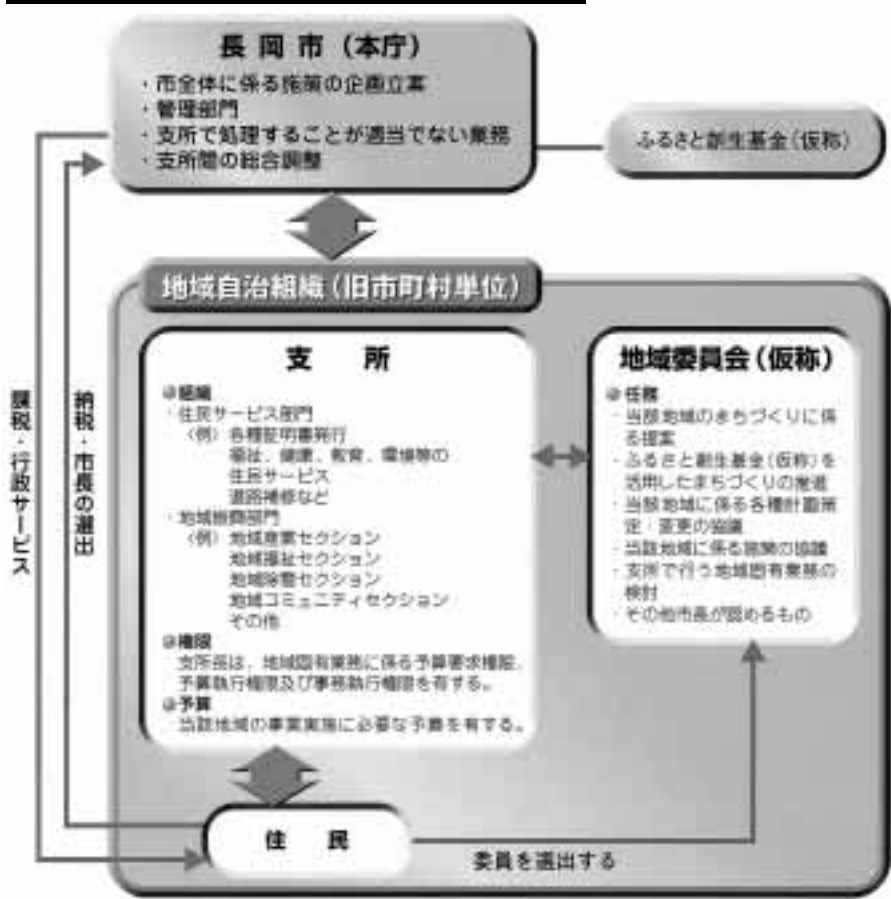 長岡市（本庁）
・市全体に係る施策の企画立案
・管理部門
・支所で処理することが適当でない業務
・支所間の総合調整
ふるさと創生基金（仮称）
地域自治組織（旧市町村単位）
支 所
◎組織
・住民サービス部門
〈例〉各種証明書発行
福祉、健康、教育、環境等の
住民サービス
道路補修など
・地域振興部門
〈例〉地域産業セクション
地域福祉セクション
地域除雪セクション
地域コミュニティセクション
その他
◎権限
支所長は、地域固有業務に係る予算要求権限、
予算執行権限及び事務執行権限を有する。
◎予算
当該地域の事業実施に必要な予算を有する。
地域委員会（仮称）
◎任務
・当該地域のまちづくりに係
る提案
・ふるさと創生基金（仮称）を
活用したまちづくりの推進
・当該地域に係る各種計画策
定・変更の協議
・当該地域に係る施策の協議
・支所で行う地域固有業務の
検討
・その他市長が認めるもの
課税・行政サービス
納税・市長の選出
住 民
委員を選出する